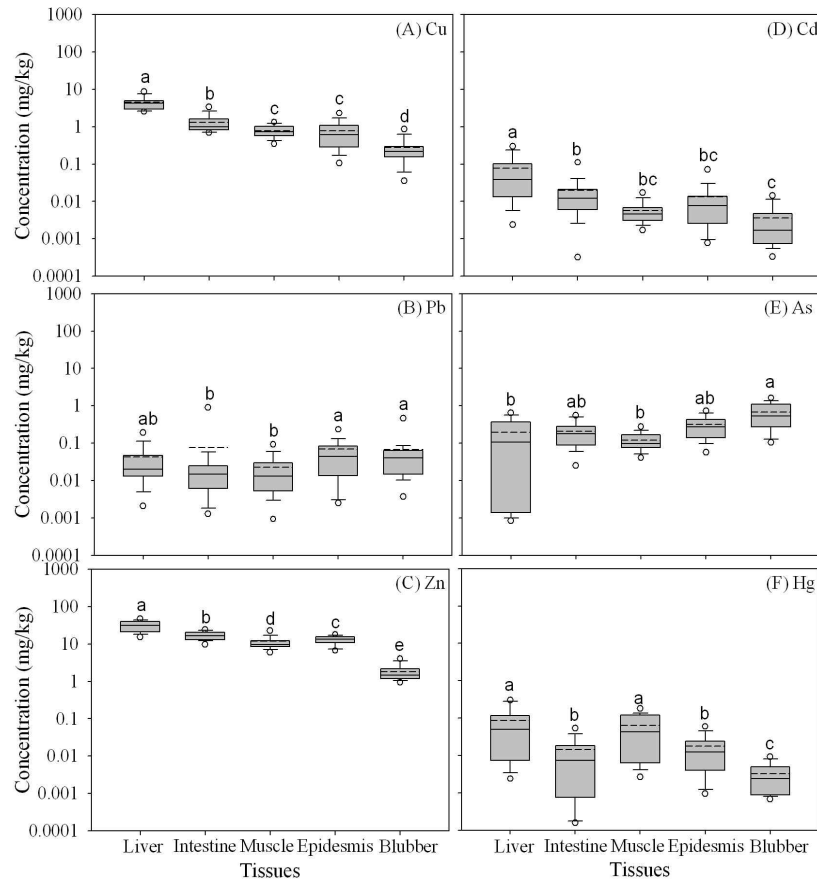 (A) Cu
1000
100
10
1
0.1
0.01
0.001
0.0001
Concentration (mg/kg)
a
b
c
c
d
(D) Cd
a
b
bc
bc
c
(B) Pb
1000
100
10
1
0.1
0.01
0.001
0.0001
Concentration (mg/kg)
ab
b
b
a
a
(E) As
b
ab
b
ab
a
(C) Zn
1000
100
10
1
0.1
0.01
0.001
0.0001
Concentration (mg/kg)
a
b
d
c
e
Liver Intestine Muscle Epidesmis Blubber
Tissues
(F) Hg
a
b
a
b
c
Liver Intestine Muscle Epidesmis Blubber
Tissues